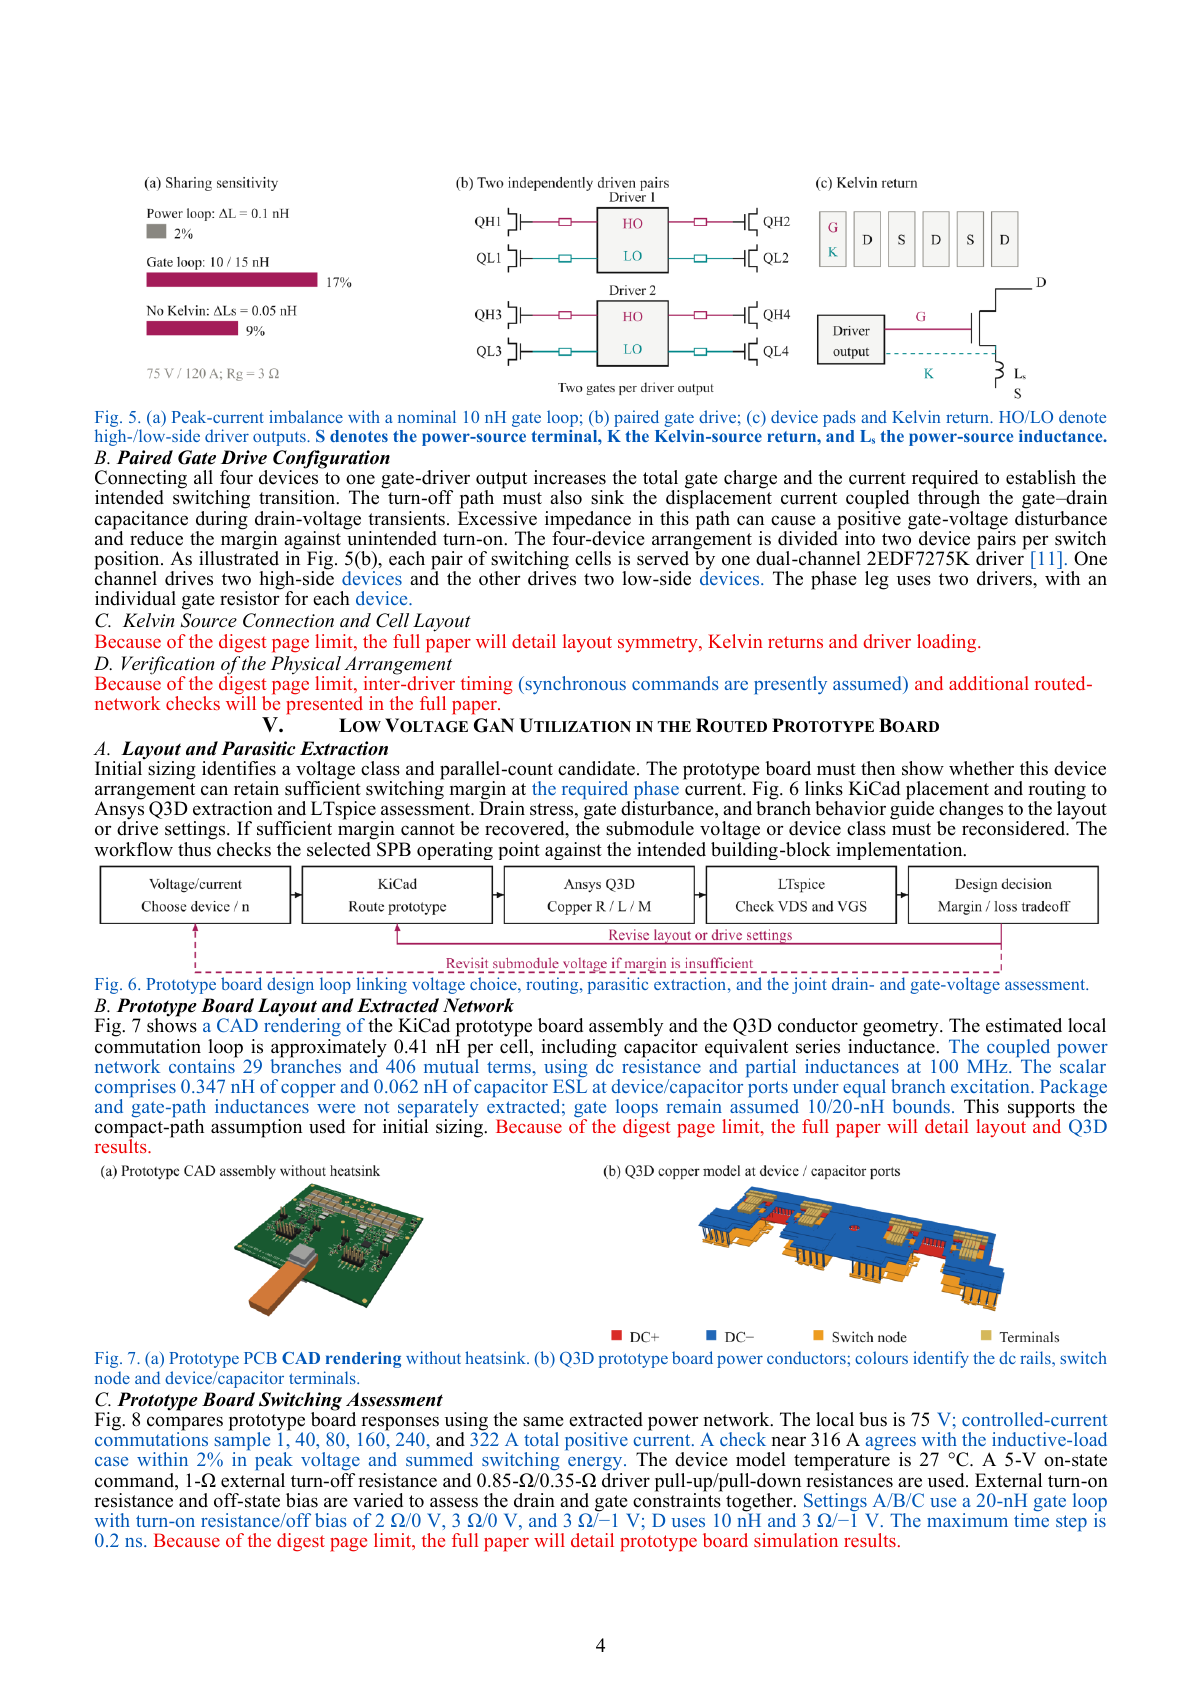 (a) Sharing sensitivity
Power loop: ΔL = 0.1 nH
2%
Gate loop: 10 / 15 nH
17%
No Kelvin: ΔLs = 0.05 nH
9%
75 V / 120 A; Rg = 3 Ω
(b) Two independently driven pairs
Driver 1
QH1 HO QH2
QL1 LO QL2
Driver 2
QH3 HO QH4
QL3 LO QL4
Two gates per driver output
(c) Kelvin return
G
K D S D S D
D
Driver
output
G
K
Ls
S
Fig. 5. (a) Peak-current imbalance with a nominal 10 nH gate loop; (b) paired gate drive; (c) device pads and Kelvin return. HO/LO denote
high-/low-side driver outputs. S denotes the power-source terminal, K the Kelvin-source return, and Ls the power-source inductance.
B. Paired Gate Drive Configuration
Connecting all four devices to one gate-driver output increases the total gate charge and the current required to establish the
intended switching transition. The turn-off path must also sink the displacement current coupled through the gate–drain
capacitance during drain-voltage transients. Excessive impedance in this path can cause a positive gate-voltage disturbance
and reduce the margin against unintended turn-on. The four-device arrangement is divided into two device pairs per switch
position. As illustrated in Fig. 5(b), each pair of switching cells is served by one dual-channel 2EDF7275K driver [11]. One
channel drives two high-side devices and the other drives two low-side devices. The phase leg uses two drivers, with an
individual gate resistor for each device.
C. Kelvin Source Connection and Cell Layout
Because of the digest page limit, the full paper will detail layout symmetry, Kelvin returns and driver loading.
D. Verification of the Physical Arrangement
Because of the digest page limit, inter-driver timing (synchronous commands are presently assumed) and additional routed-
network checks will be presented in the full paper.
V. LOW VOLTAGE GAN UTILIZATION IN THE ROUTED PROTOTYPE BOARD
A. Layout and Parasitic Extraction
Initial sizing identifies a voltage class and parallel-count candidate. The prototype board must then show whether this device
arrangement can retain sufficient switching margin at the required phase current. Fig. 6 links KiCad placement and routing to
Ansys Q3D extraction and LTspice assessment. Drain stress, gate disturbance, and branch behavior guide changes to the layout
or drive settings. If sufficient margin cannot be recovered, the submodule voltage or device class must be reconsidered. The
workflow thus checks the selected SPB operating point against the intended building-block implementation.
Voltage/current
Choose device / n
KiCad
Route prototype
Ansys Q3D
Copper R / L / M
LTspice
Check VDS and VGS
Design decision
Margin / loss tradeoff
Revise layout or drive settings
Revisit submodule voltage if margin is insufficient
Fig. 6. Prototype board design loop linking voltage choice, routing, parasitic extraction, and the joint drain- and gate-voltage assessment.
B. Prototype Board Layout and Extracted Network
Fig. 7 shows a CAD rendering of the KiCad prototype board assembly and the Q3D conductor geometry. The estimated local
commutation loop is approximately 0.41 nH per cell, including capacitor equivalent series inductance. The coupled power
network contains 29 branches and 406 mutual terms, using dc resistance and partial inductances at 100 MHz. The scalar
comprises 0.347 nH of copper and 0.062 nH of capacitor ESL at device/capacitor ports under equal branch excitation. Package
and gate-path inductances were not separately extracted; gate loops remain assumed 10/20-nH bounds. This supports the
compact-path assumption used for initial sizing. Because of the digest page limit, the full paper will detail layout and Q3D
results.
(a) Prototype CAD assembly without heatsink
(b) Q3D copper model at device / capacitor ports
DC+ DC− Switch node Terminals
Fig. 7. (a) Prototype PCB CAD rendering without heatsink. (b) Q3D prototype board power conductors; colours identify the dc rails, switch
node and device/capacitor terminals.
C. Prototype Board Switching Assessment
Fig. 8 compares prototype board responses using the same extracted power network. The local bus is 75 V; controlled-current
commutations sample 1, 40, 80, 160, 240, and 322 A total positive current. A check near 316 A agrees with the inductive-load
case within 2% in peak voltage and summed switching energy. The device model temperature is 27 °C. A 5-V on-state
command, 1-Ω external turn-off resistance and 0.85-Ω/0.35-Ω driver pull-up/pull-down resistances are used. External turn-on
resistance and off-state bias are varied to assess the drain and gate constraints together. Settings A/B/C use a 20-nH gate loop
with turn-on resistance/off bias of 2 Ω/0 V, 3 Ω/0 V, and 3 Ω/−1 V; D uses 10 nH and 3 Ω/−1 V. The maximum time step is
0.2 ns. Because of the digest page limit, the full paper will detail prototype board simulation results.
4